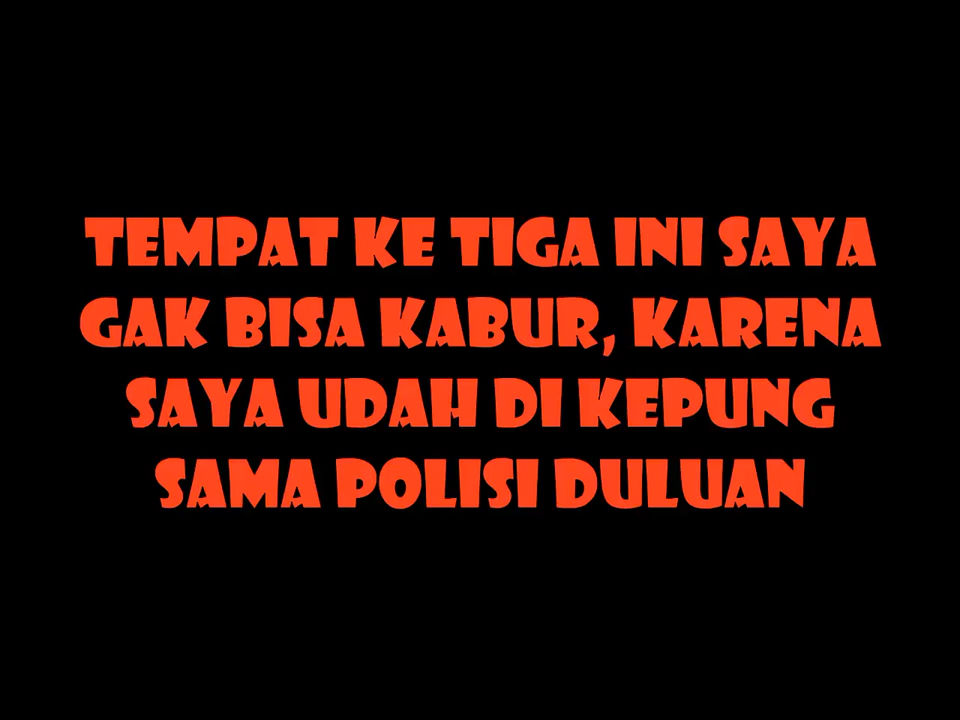 TEMPAT KE TIGA INI SAYA
GAK BISA KABUR, KARENA
SAYA UDAH DI KEPUNG
SAMA POLISI DULUAN